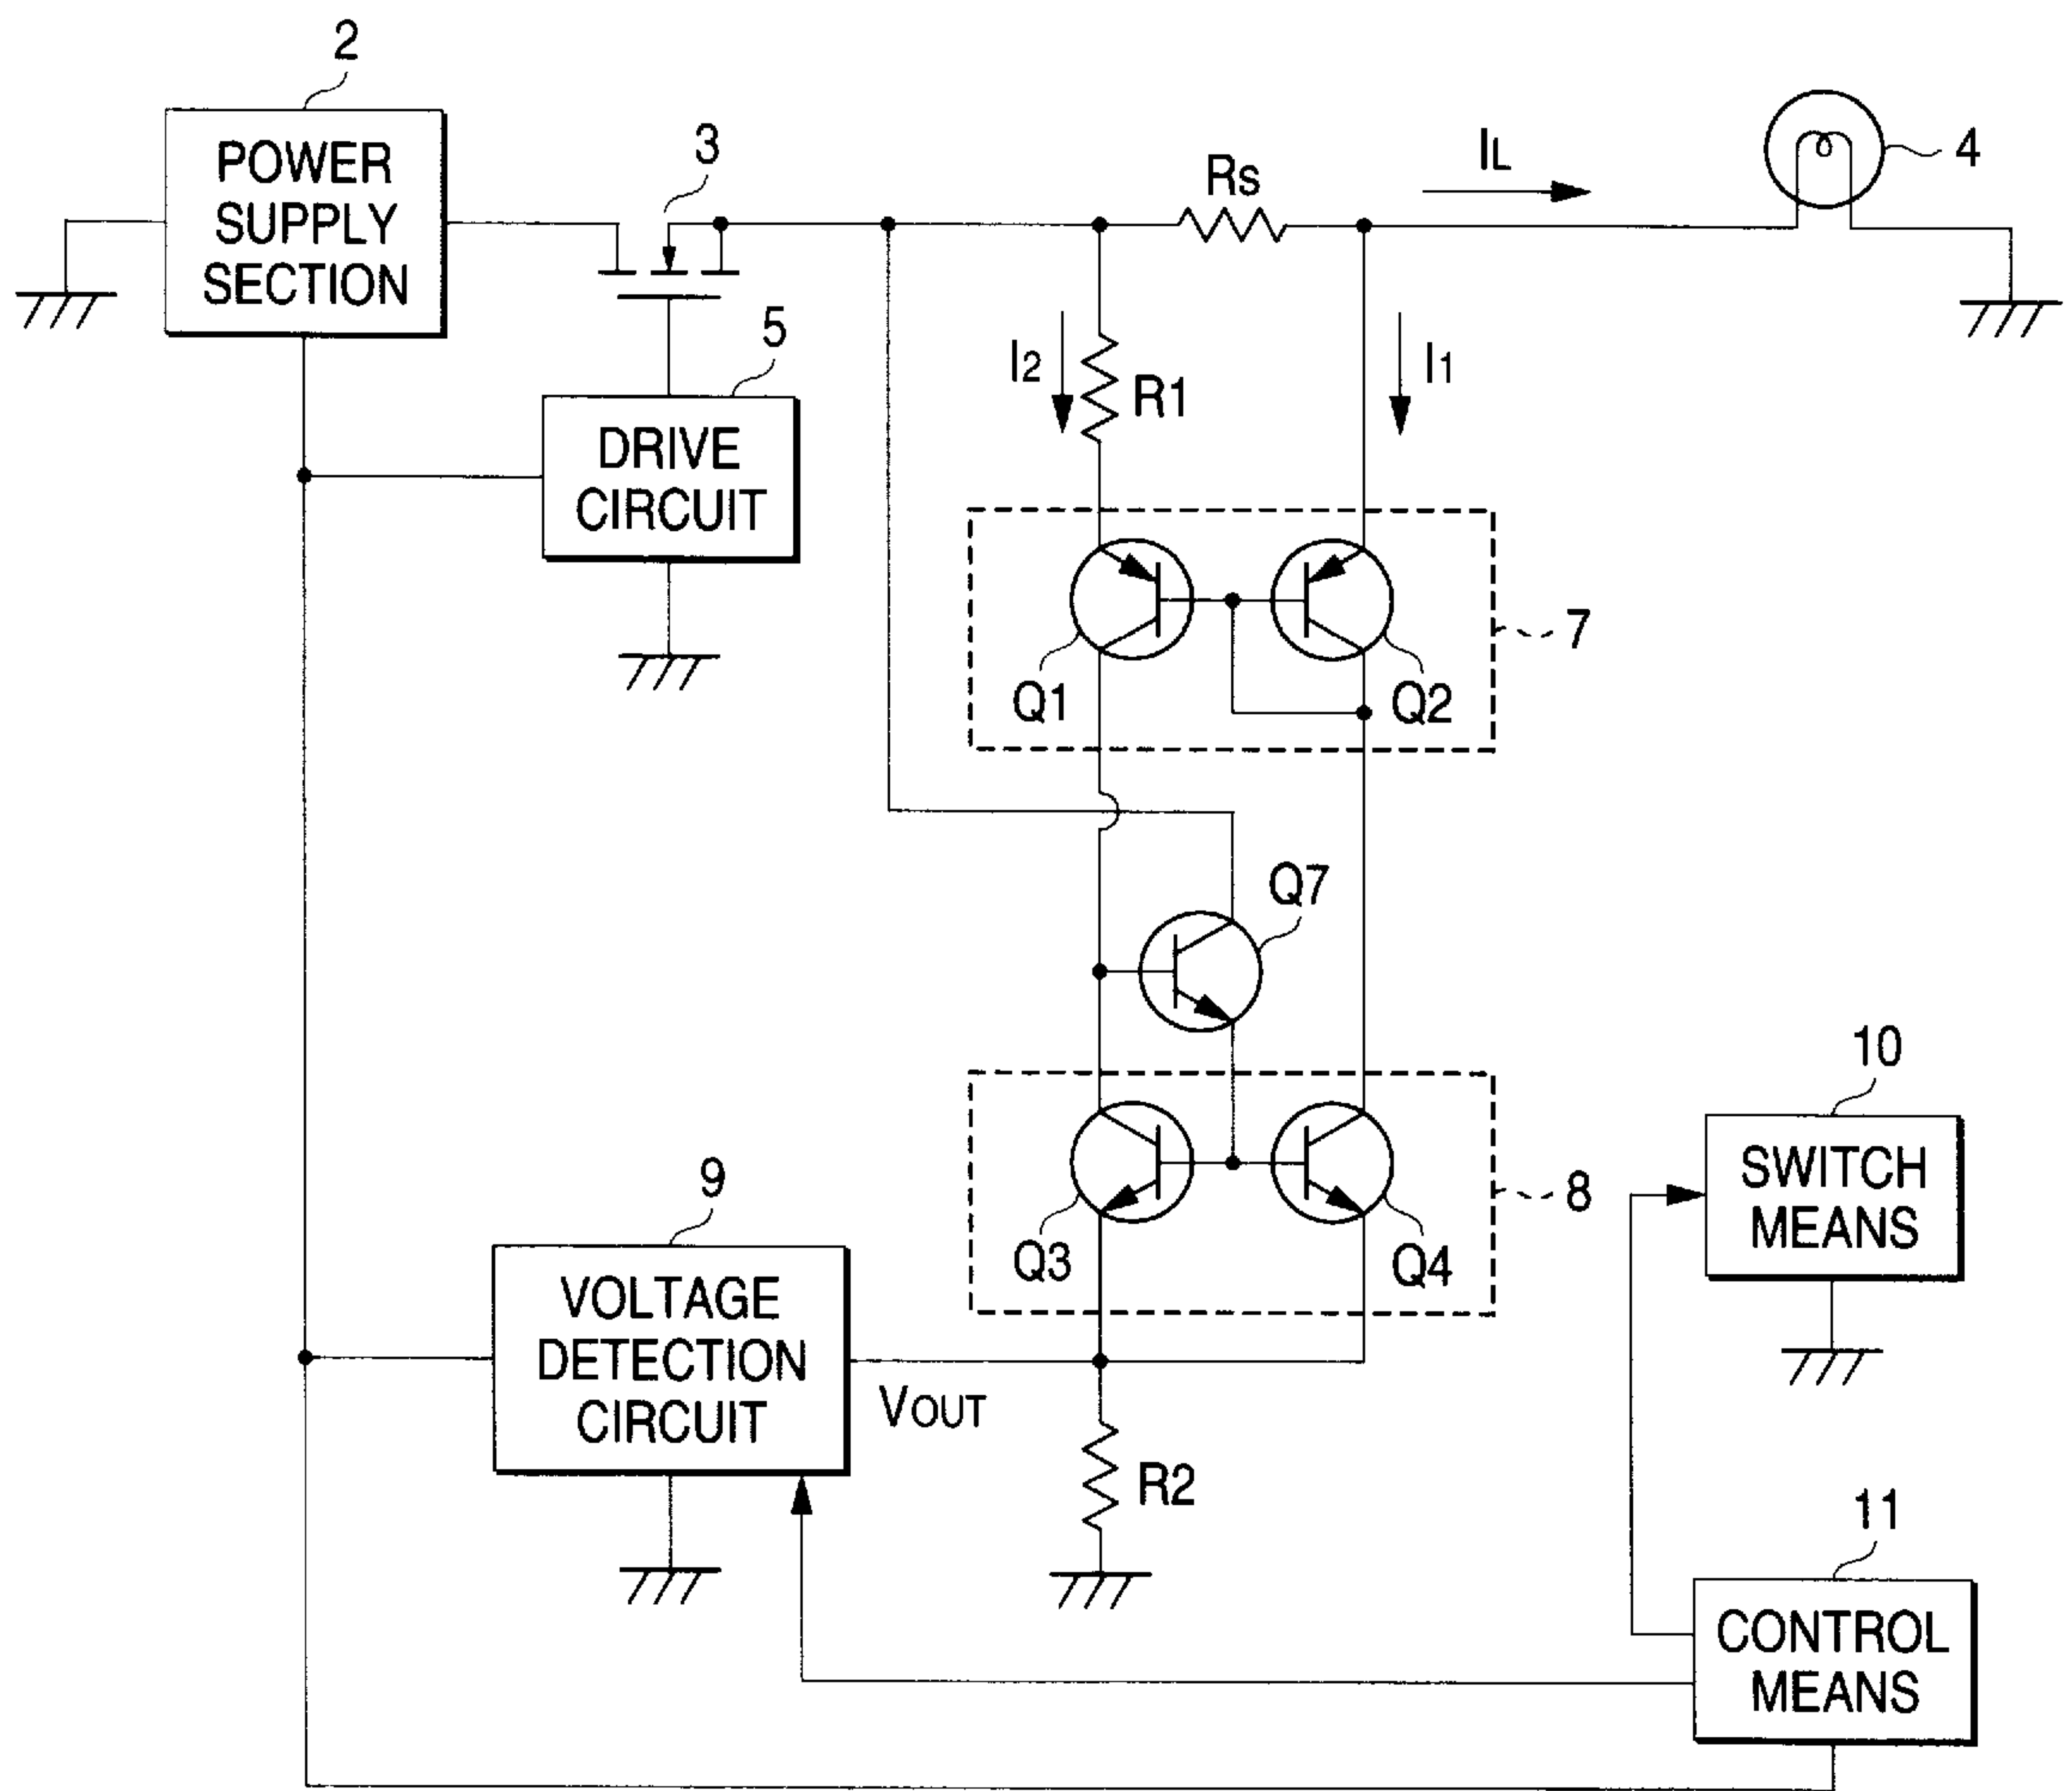 2
POWER
SUPPLY
SECTION
3
Rs
IL
4
5
DRIVE
CIRCUIT
I2
R1
I1
Q1
Q2
7
Q7
Q3
Q4
8
9
VOLTAGE
DETECTION
CIRCUIT
VOUT
R2
10
SWITCH
MEANS
11
CONTROL
MEANS